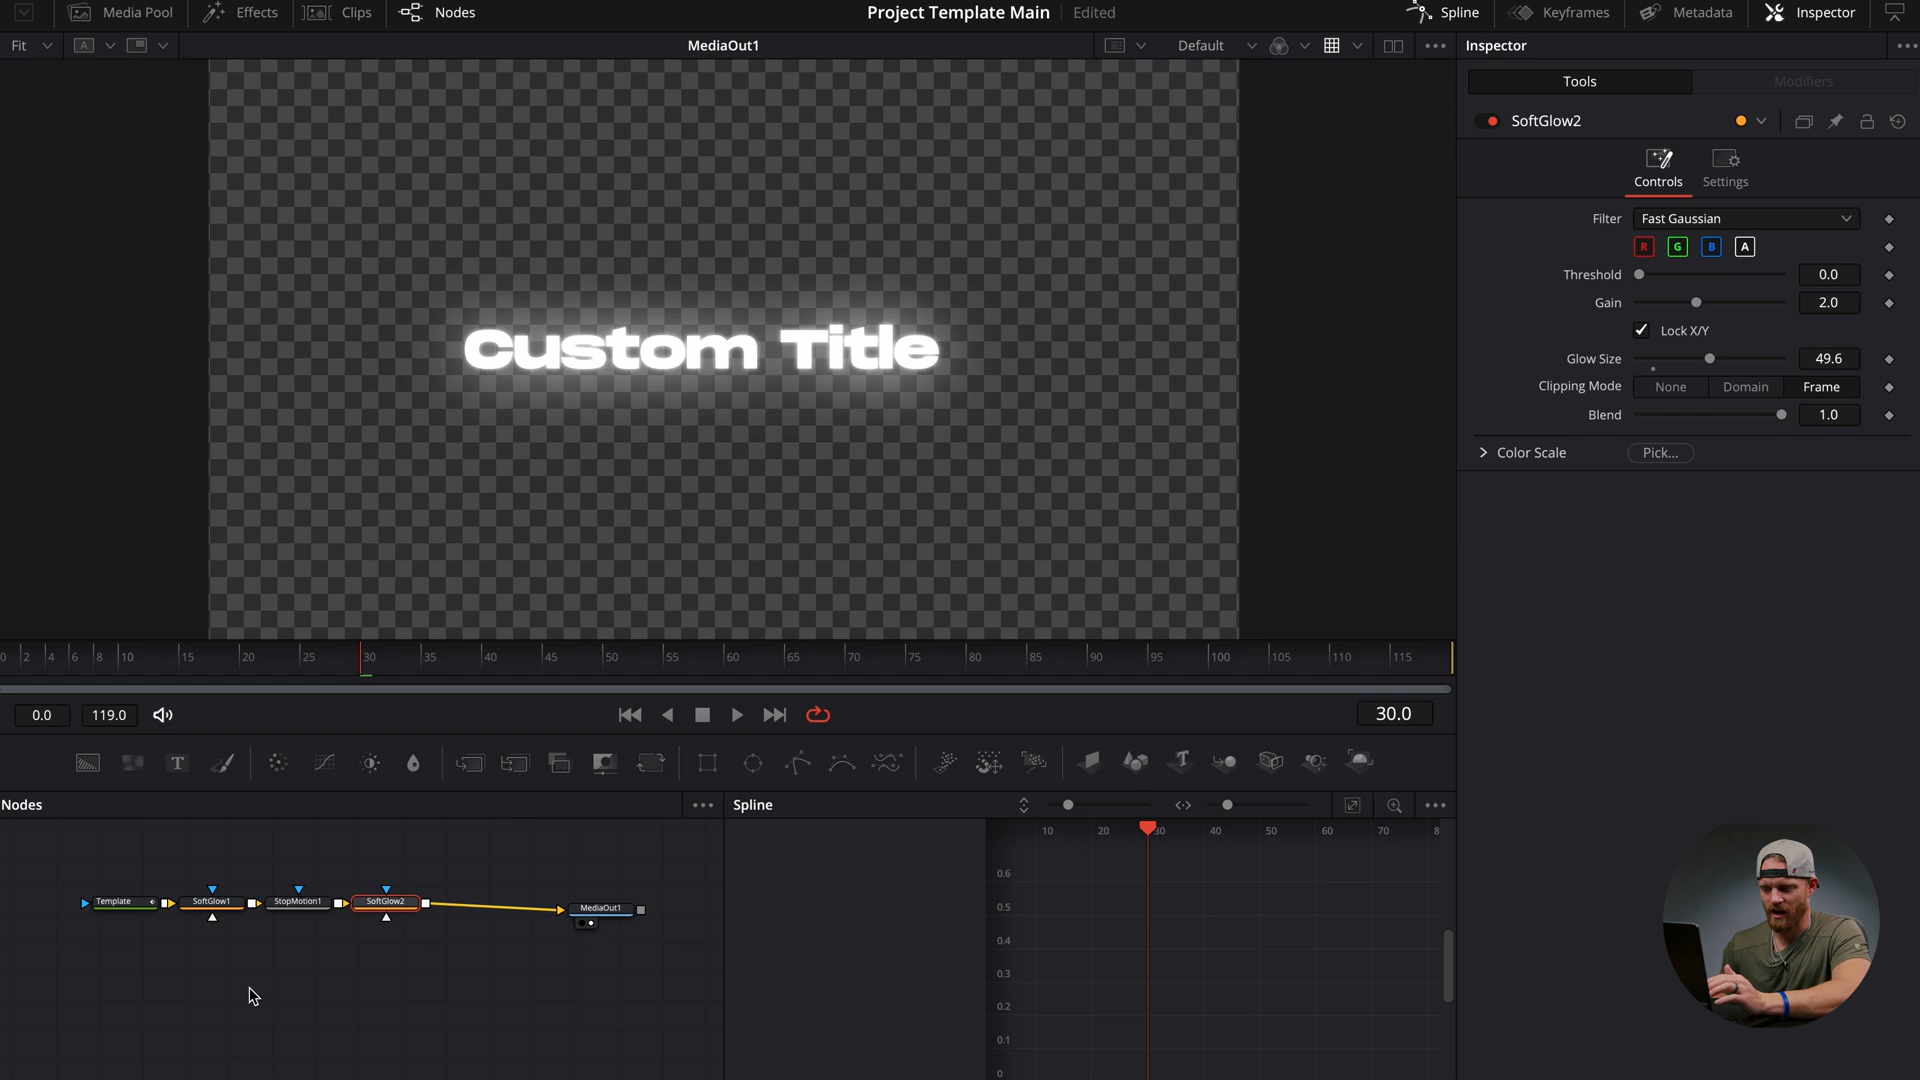 Media Pool Effects Clips Nodes Project Template Main Edited Spline Keyframes Metadata Inspector
Fit A MediaOut1 Default Inspector
Tools Modifiers
SoftGlow2
Controls Settings
Filter Fast Gaussian
R G B A
Threshold 0.0
Gain 2.0
Lock X/Y
Glow Size 49.6
Clipping Mode None Domain Frame
Blend 1.0
Color Scale Pick...
Custom Title
0 2 4 6 8 10 15 20 25 30 35 40 45 50 55 60 65 70 75 80 85 90 95 100 105 110 115
0.0 119.0 30.0
T T
Nodes Spline
10 20 30 40 50 60 70 8
0.6
0.5
0.4
0.3
0.2
0.1
0
Template SoftGlow1 StopMotion1 SoftGlow2 MediaOut1